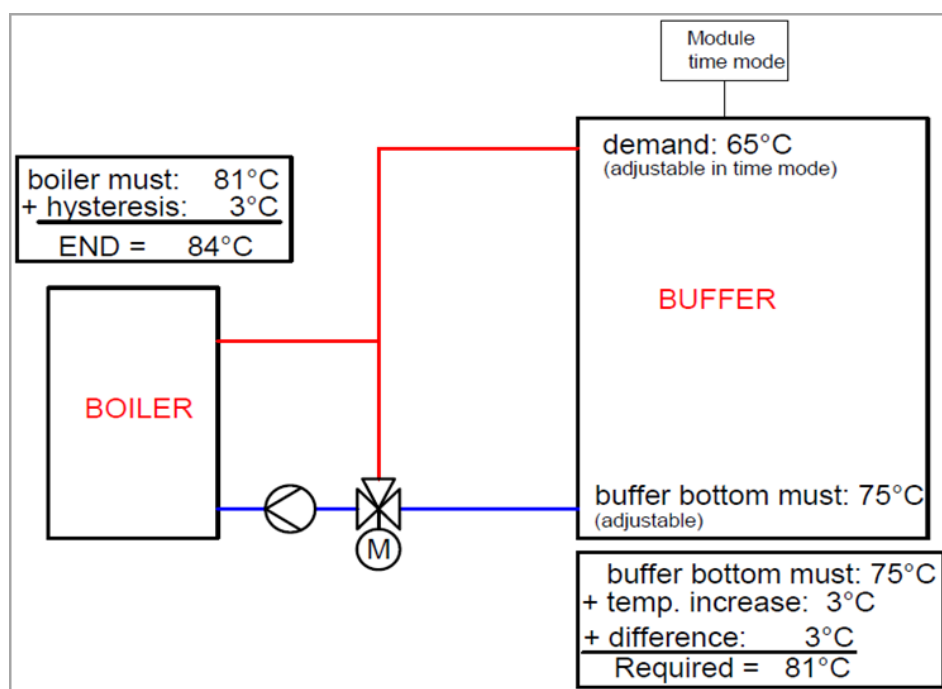 Module
time mode
demand: 65°C
(adjustable in time mode)
boiler must: 81°C
+ hysteresis: 3°C
END = 84°C
BUFFER
BOILER
buffer bottom must: 75°C
(adjustable)
M
buffer bottom must: 75°C
+ temp. increase: 3°C
+ difference: 3°C
Required = 81°C